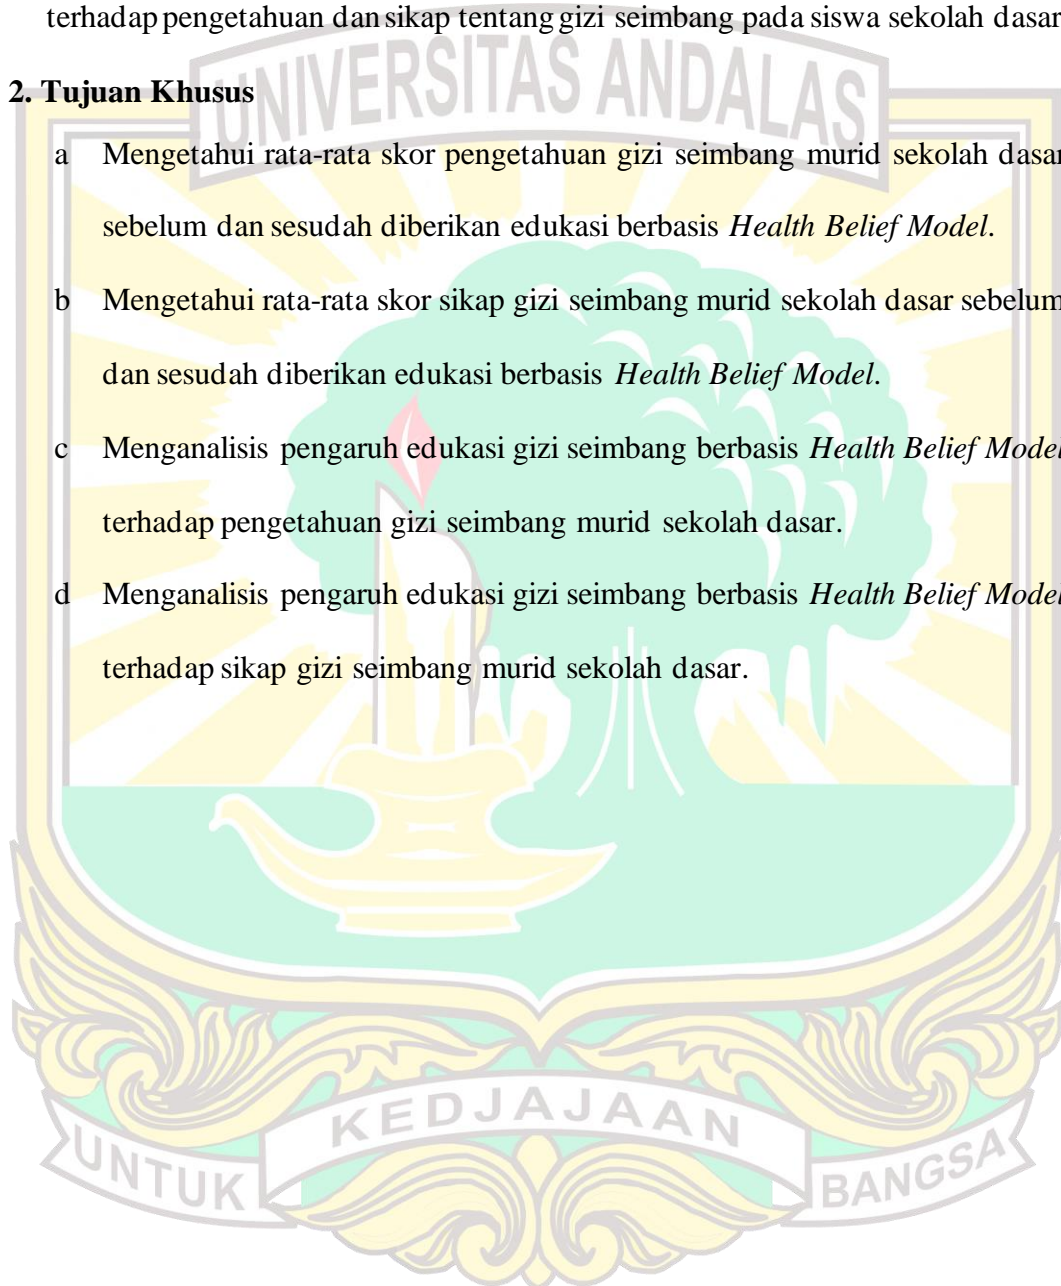 terhadap pengetahuan dan sikap tentang gizi seimbang pada siswa sekolah dasar
UNIVERSITAS ANDALAS
2. Tujuan Khusus
a Mengetahui rata-rata skor pengetahuan gizi seimbang murid sekolah dasar
sebelum dan sesudah diberikan edukasi berbasis Health Belief Model.
b Mengetahui rata-rata skor sikap gizi seimbang murid sekolah dasar sebelum
dan sesudah diberikan edukasi berbasis Health Belief Model.
c Menganalisis pengaruh edukasi gizi seimbang berbasis Health Belief Model
terhadap pengetahuan gizi seimbang murid sekolah dasar.
d Menganalisis pengaruh edukasi gizi seimbang berbasis Health Belief Model
terhadap sikap gizi seimbang murid sekolah dasar.
UNTUK KEDJAJAAN BANGSA